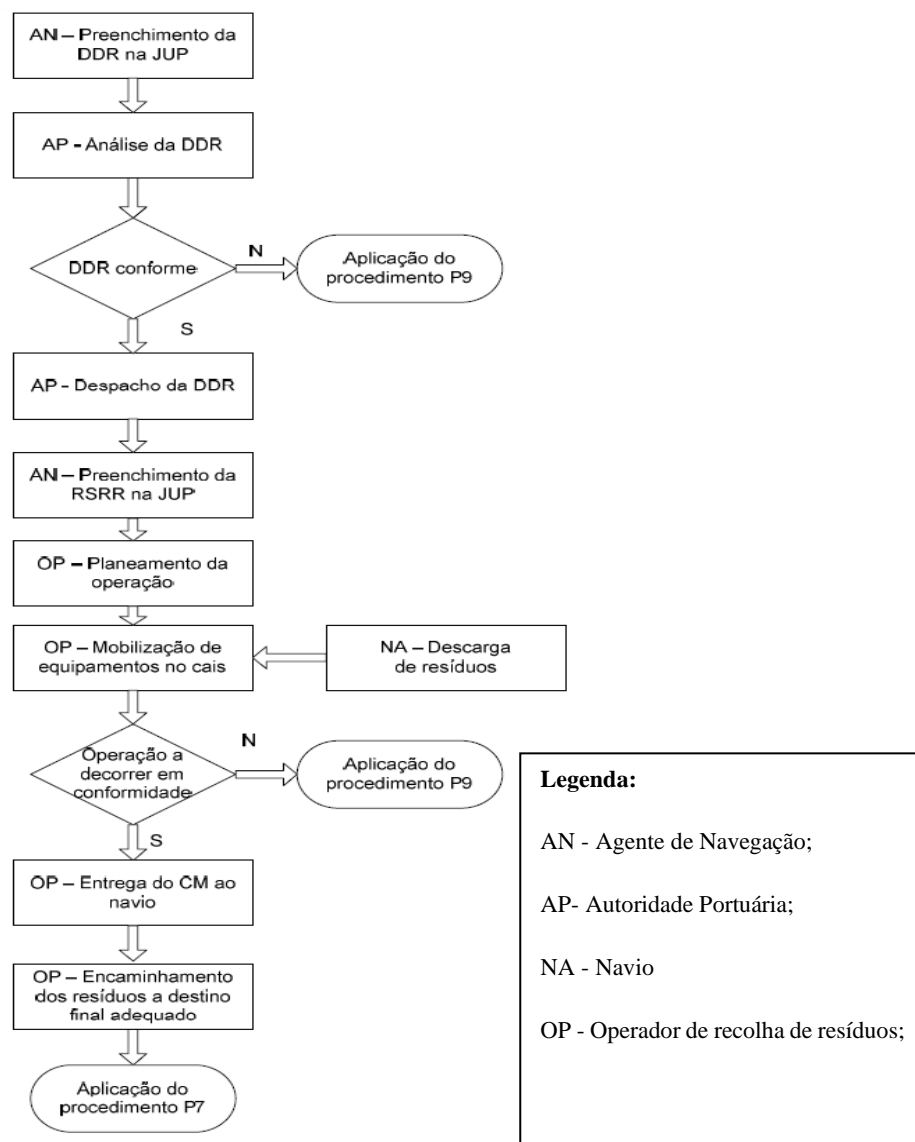 AN – Preenchimento da
DDR na JUP
AP - Análise da DDR
DDR conforme
N
Aplicação do
procedimento P9
S
AP - Despacho da DDR
AN – Preenchimento da
RSRR na JUP
OP – Planeamento da
operação
OP – Mobilização de
equipamentos no cais
NA – Descarga
de resíduos
Operação a
decorrer em
conformidade
N
Aplicação do
procedimento P9
S
OP – Entrega do CM ao
navio
OP – Encaminhamento
dos resíduos a destino
final adequado
Aplicação do
procedimento P7
Legenda:
AN - Agente de Navegação;
AP- Autoridade Portuária;
NA - Navio
OP - Operador de recolha de resíduos;